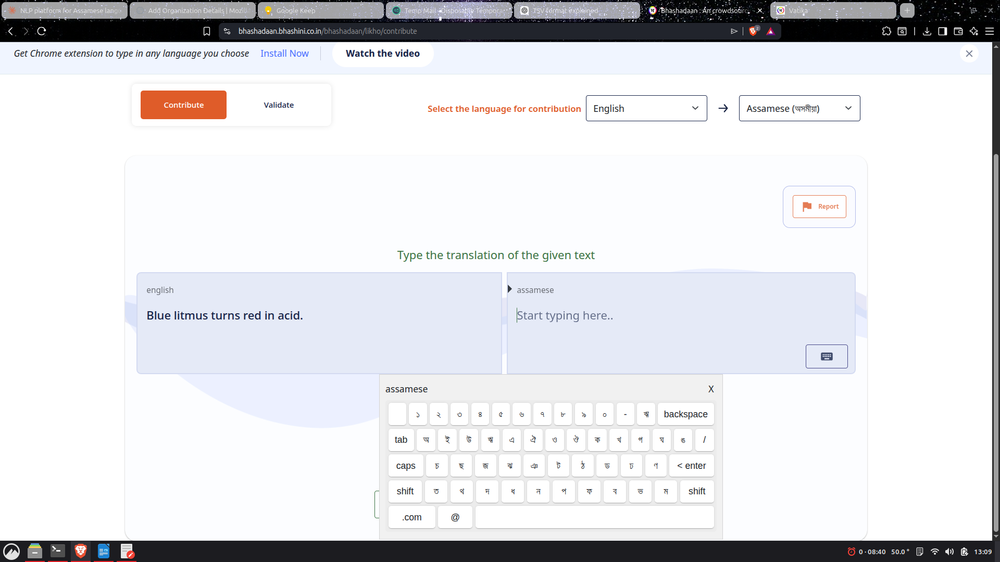 NLP platform for Assamese langu
Add Organization Details | Mozill
Google Keep
Temp Mail - Disposable Tempora
TSV format explained
Bhashadaan : An crowdsourc
Vatika
bhashadaan.bhashini.co.in/bhashadaan/likho/contribute
2
Get Chrome extension to type in any language you choose Install Now Watch the video
Contribute Validate
Select the language for contribution English → Assamese (অসমীয়া)
Report
Type the translation of the given text
english
Blue litmus turns red in acid.
assamese
Start typing here..
assamese X
১ ২ ৩ ৪ ৫ ৬ ৭ ৮ ৯ ০ - ঋ backspace
tab অ ই উ ঋ এ ঐ ও ঔ ক খ গ ঘ ঙ /
caps চ ছ জ ঝ ঞ ট ঠ ড ঢ ণ < enter
shift ত থ দ ধ ন প ফ ব ভ ম shift
.com @
0 · 08:40 50.0 ° 13:09